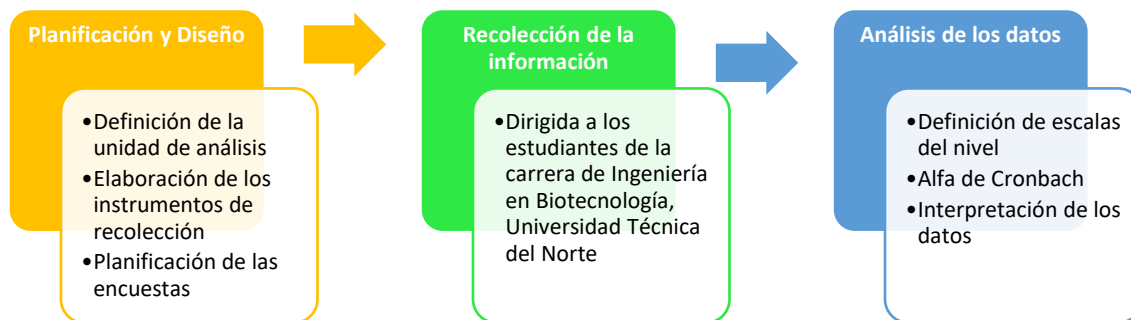 Planificación y Diseño
•Definición de la
unidad de análisis
•Elaboración de los
instrumentos de
recolección
•Planificación de las
encuestas
Recolección de la
información
•Dirigida a los
estudiantes de la
carrera de Ingeniería
en Biotecnología,
Universidad Técnica
del Norte
Análisis de los datos
•Definición de escalas
del nivel
•Alfa de Cronbach
•Interpretación de los
datos